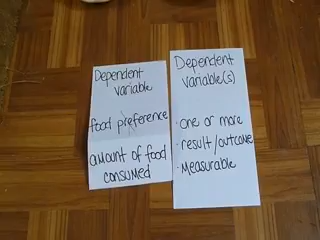 Dependent
variable
food preference
amount of food
consumed
Dependent
variable(s)
· one or more
· result/outcome
· Measurable